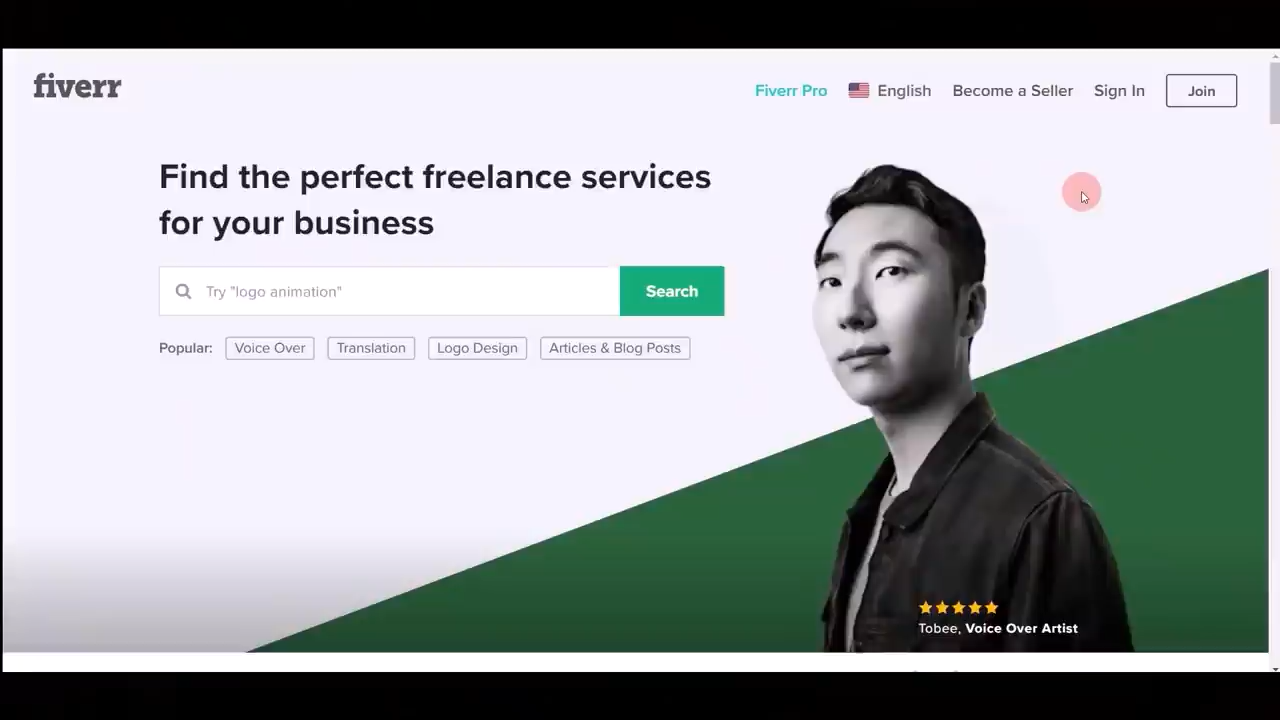 fiverr
Fiverr Pro
English
Become a Seller
Sign In
Join
Find the perfect freelance services
for your business
Try "logo animation"
Search
Popular:
Voice Over
Translation
Logo Design
Articles & Blog Posts
Tobee, Voice Over Artist